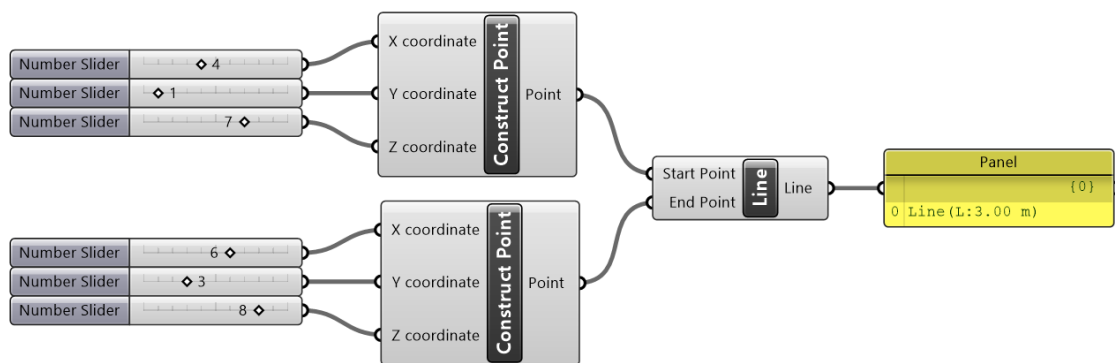 Number Slider 4
Number Slider 1
Number Slider 7
X coordinate
Y coordinate
Z coordinate
Construct Point
Point
Number Slider 6
Number Slider 3
Number Slider 8
X coordinate
Y coordinate
Z coordinate
Construct Point
Point
Start Point
End Point
Line
Line
Panel
{0}
0 Line(L:3.00 m)